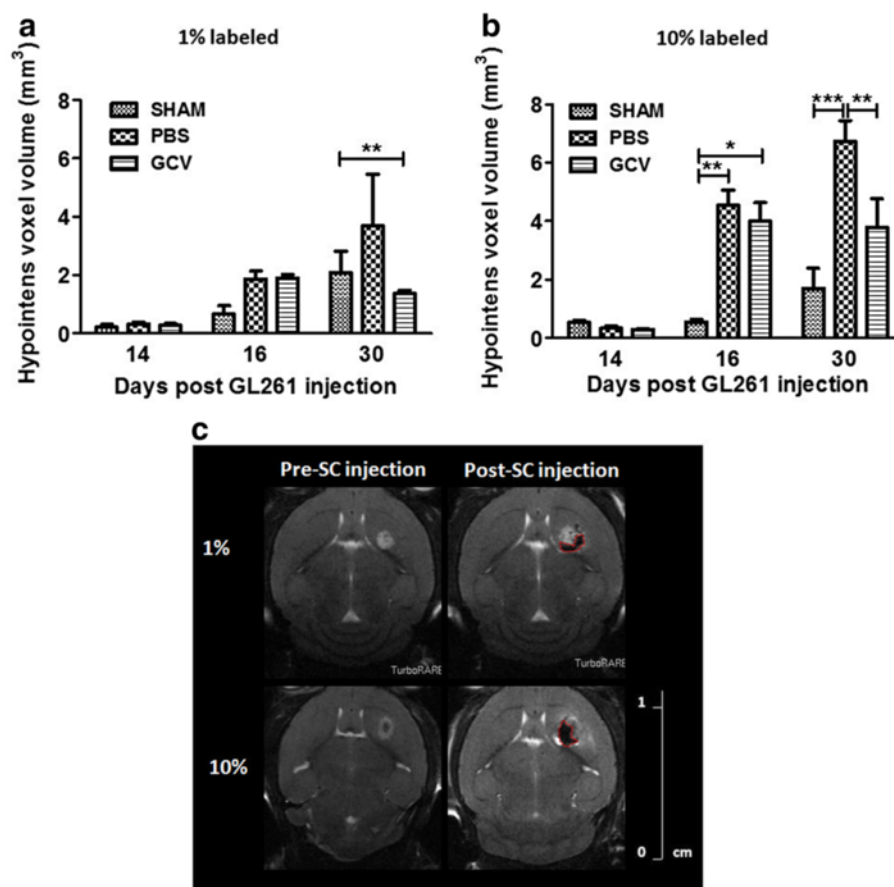 a
1% labeled
Hypointens voxel volume (mm³)
8
6
4
2
0
SHAM
PBS
GCV
**
14 16 30
Days post GL261 injection
b
10% labeled
Hypointens voxel volume (mm³)
8
6
4
2
0
SHAM
PBS
GCV
*
**
*** **
14 16 30
Days post GL261 injection
c
Pre-SC injection Post-SC injection
1%
TurboRARE TurboRARE
10%
1
0 cm